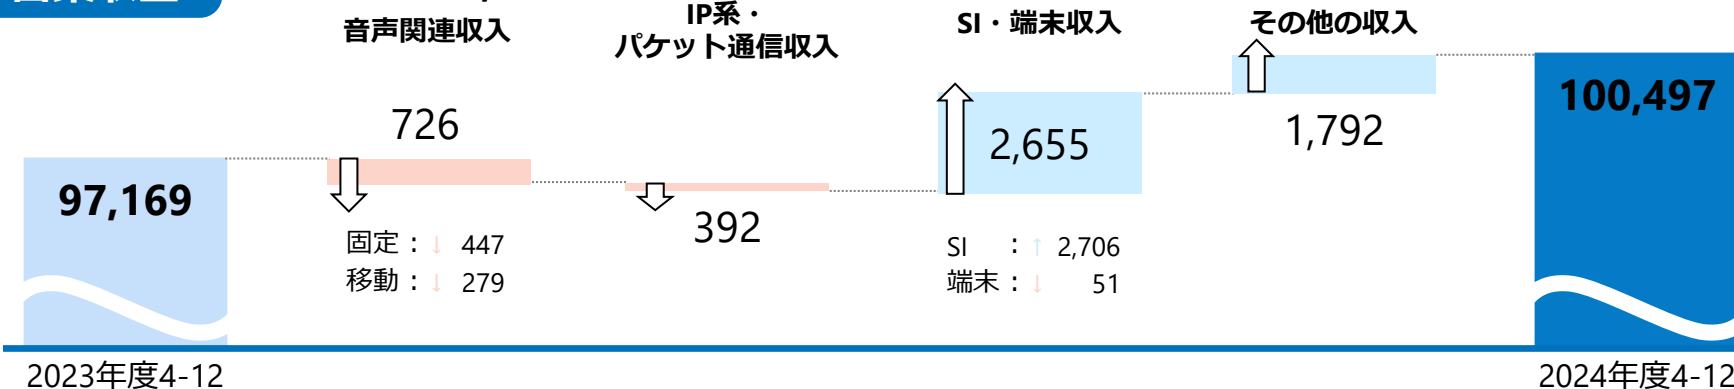 音声関連収入
IP系・
パケット通信収入
SI・端末収入
その他の収入
97,169
726
固定：↓ 447
移動：↓ 279
392
2,655
SI ：↑ 2,706
端末：↓ 51
1,792
100,497
2023年度4-12
2024年度4-12